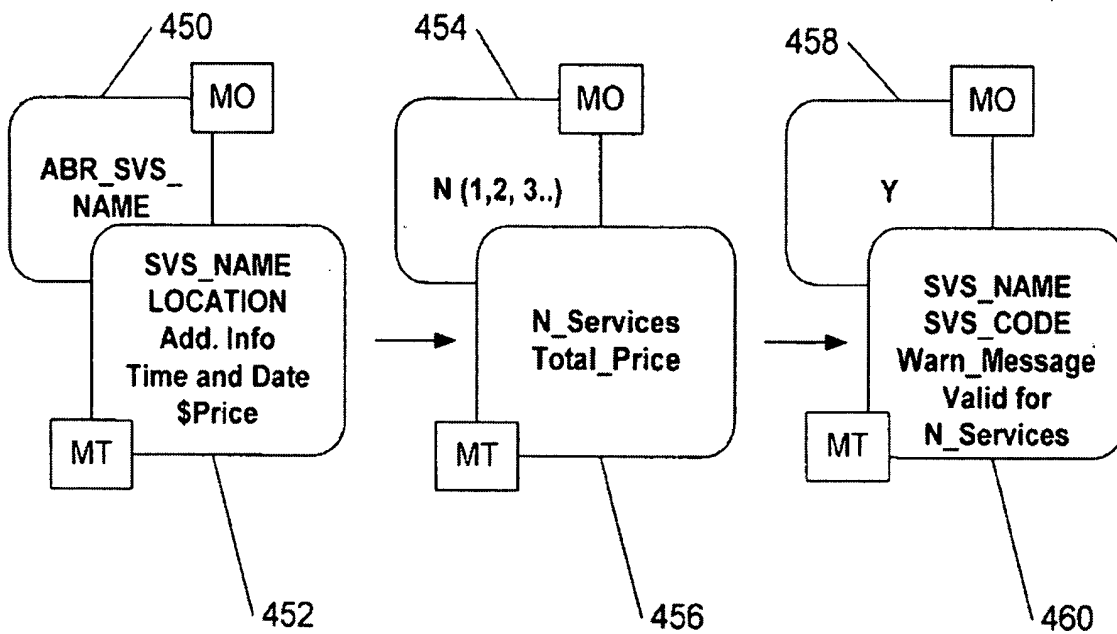 450
454
458
MO
MO
MO
ABR_SVS_
NAME
N (1,2, 3..)
Y
SVS_NAME
LOCATION
Add. Info
Time and Date
$Price
N_Services
Total_Price
SVS_NAME
SVS_CODE
Warn_Message
Valid for
N_Services
MT
MT
MT
452
456
460